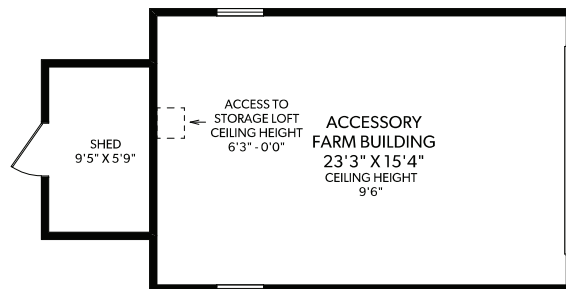 SHED
9'5" X 5'9"
ACCESS TO
STORAGE LOFT
CEILING HEIGHT
6'3" - 0'0"
ACCESSORY
FARM BUILDING
23'3" X 15'4"
CEILING HEIGHT
9'6"